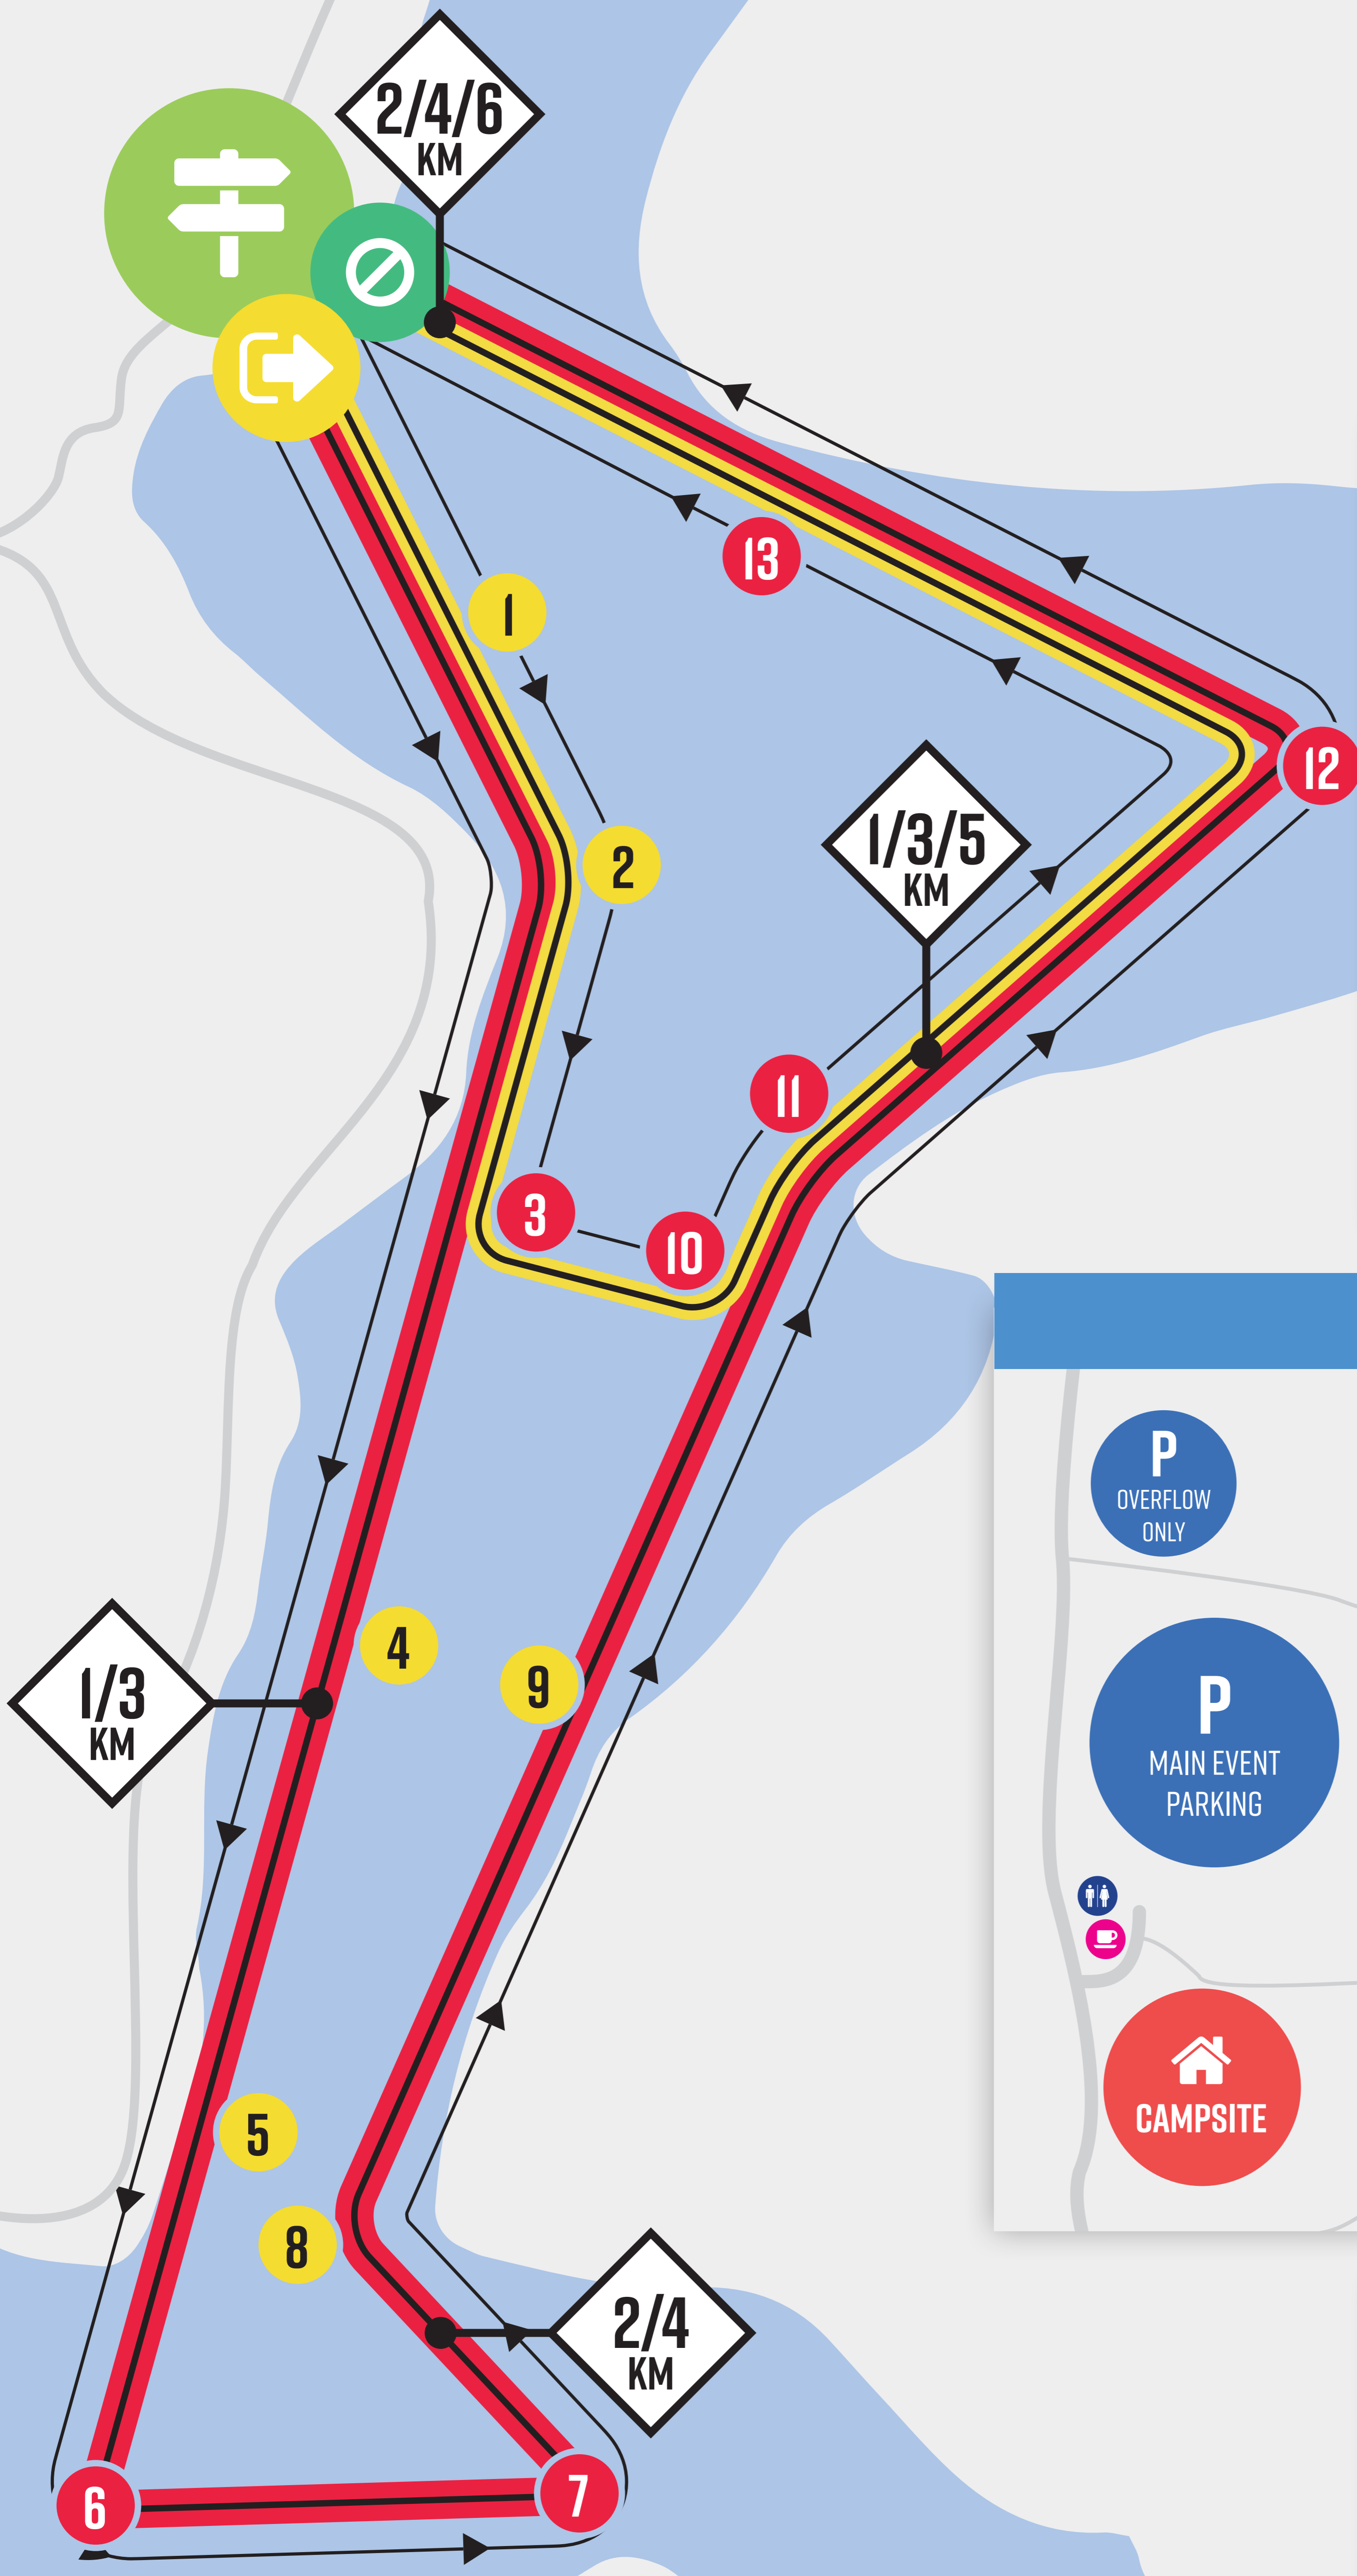 2/4/6
KM
1
13
12
2
1/3/5
KM
11
3
10
P
OVERFLOW
ONLY
4
9
1/3
KM
P
MAIN EVENT
PARKING
CAMPSITE
5
8
2/4
KM
6
7